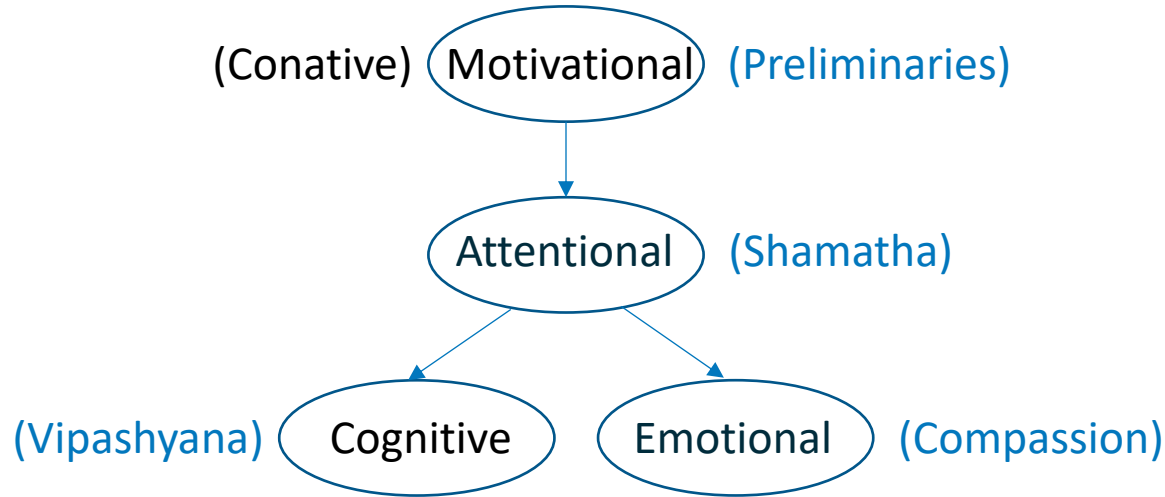 (Conative) Motivational (Preliminaries)
Attentional (Shamatha)
(Vipashyana) Cognitive Emotional (Compassion)